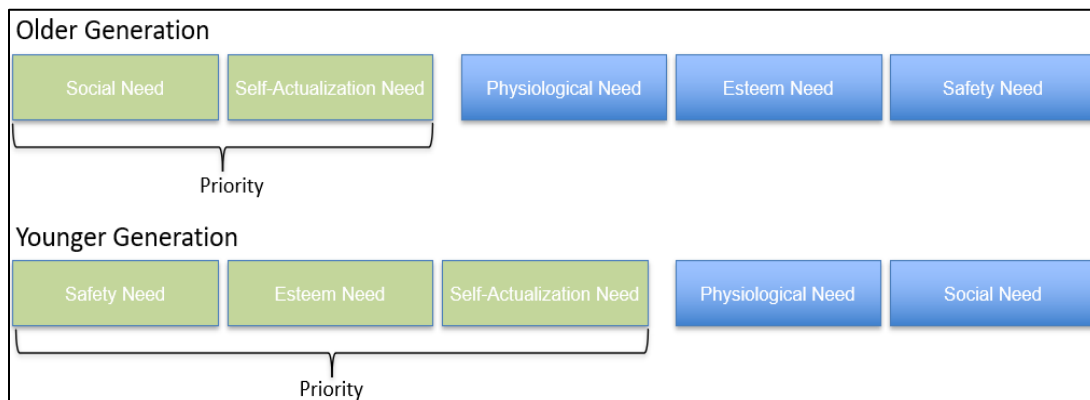 Older Generation
Social Need
Self-Actualization Need
Physiological Need
Esteem Need
Safety Need
Priority
Younger Generation
Safety Need
Esteem Need
Self-Actualization Need
Physiological Need
Social Need
Priority